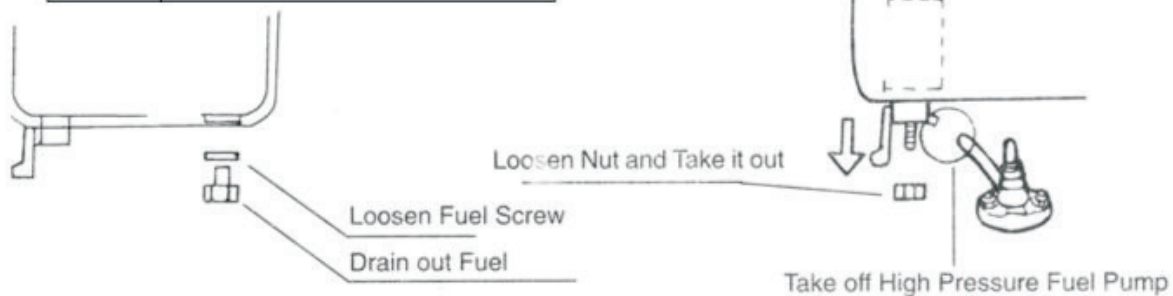 Loosen Nut and Take it out
Loosen Fuel Screw
Drain out Fuel
Take off High Pressure Fuel Pump